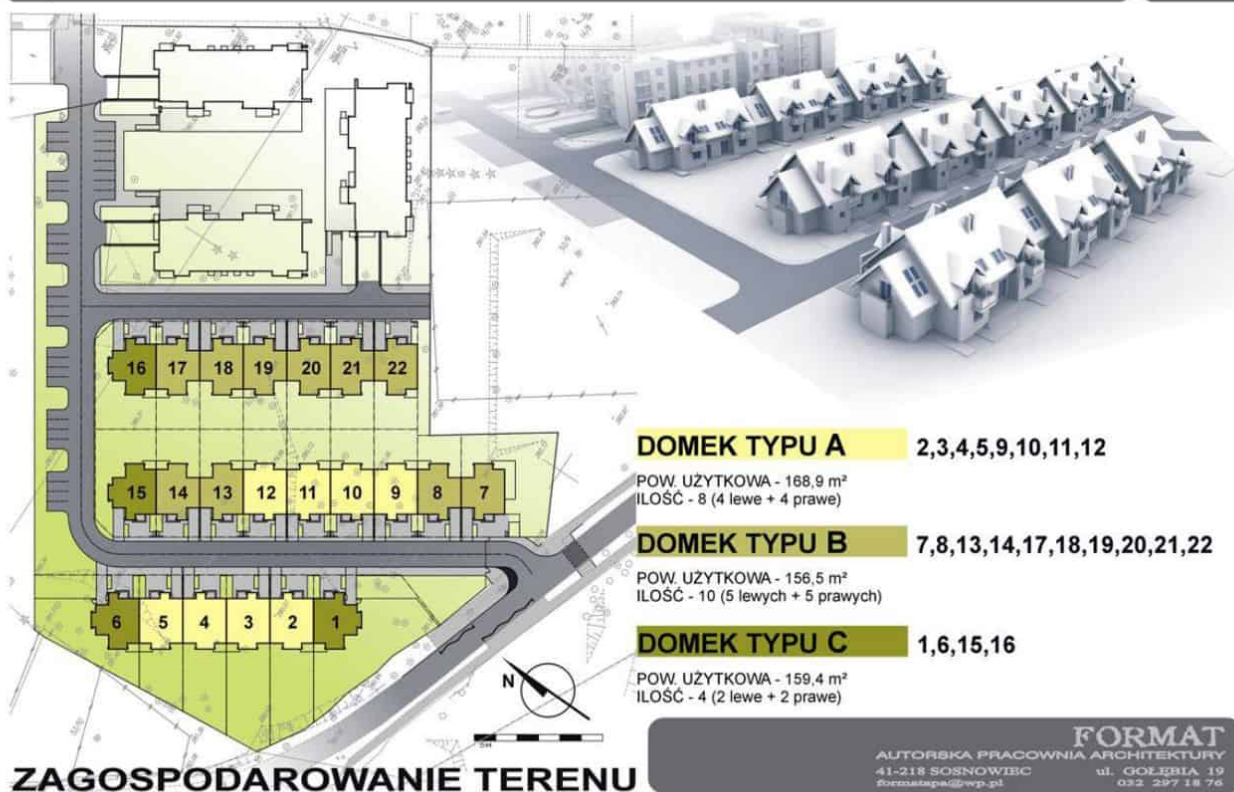 16 17 18 19 20 21 22
15 14 13 12 11 10 9 8 7
6 5 4 3 2 1
N
DOMEK TYPU A 2,3,4,5,9,10,11,12
POW. UŻYTKOWA - 168,9 m²
ILOŚĆ - 8 (4 lewe + 4 prawe)
DOMEK TYPU B 7,8,13,14,17,18,19,20,21,22
POW. UŻYTKOWA - 156,5 m²
ILOŚĆ - 10 (5 lewych + 5 prawych)
DOMEK TYPU C 1,6,15,16
POW. UŻYTKOWA - 159,4 m²
ILOŚĆ - 4 (2 lewe + 2 prawe)
ZAGOSPODAROWANIE TERENU
FORMAT
AUTORSKA PRACOWNIA ARCHITEKTURY
41-218 SOSNOWIEC ul. GOŁĘBIA 19
formatapa@wp.pl 032 297 18 76